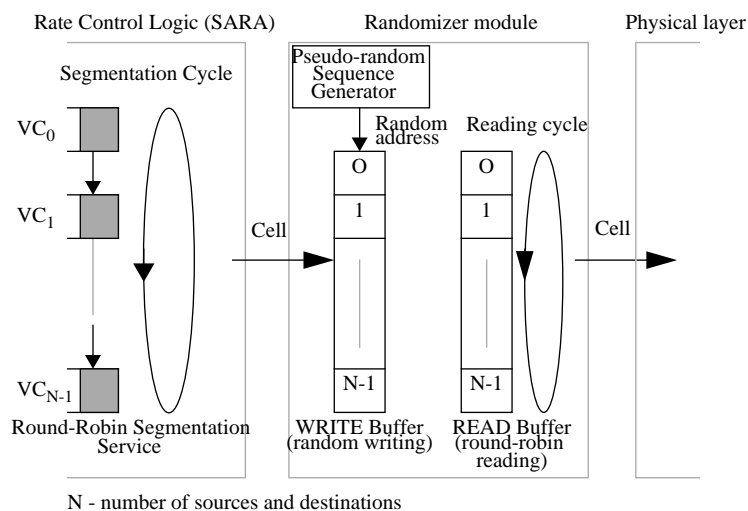 Rate Control Logic (SARA)
Randomizer module
Physical layer
Segmentation Cycle
Pseudo-random
Sequence
Generator
VC0
Random
address
Reading cycle
O
O
VC1
1
1
Cell
Cell
VCN-1
N-1
N-1
Round-Robin Segmentation
Service
WRITE Buffer
(random writing)
READ Buffer
(round-robin
reading)
N - number of sources and destinations